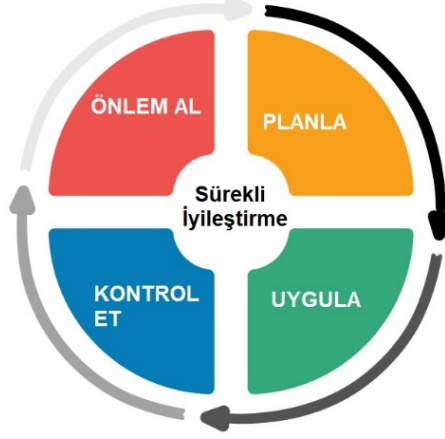 ÖNLEM AL
PLANLA
Sürekli
İyileştirme
KONTROL
ET
UYGULA